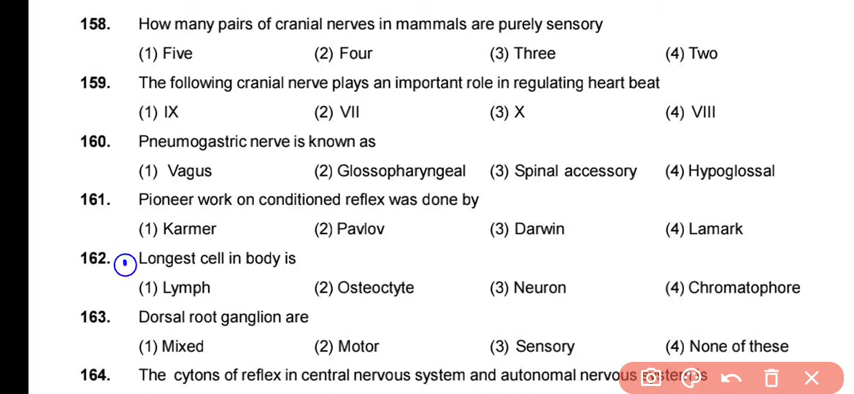 158. How many pairs of cranial nerves in mammals are purely sensory
(1) Five (2) Four (3) Three (4) Two
159. The following cranial nerve plays an important role in regulating heart beat
(1) IX (2) VII (3) X (4) VIII
160. Pneumogastric nerve is known as
(1) Vagus (2) Glossopharyngeal (3) Spinal accessory (4) Hypoglossal
161. Pioneer work on conditioned reflex was done by
(1) Karmer (2) Pavlov (3) Darwin (4) Lamark
162. Longest cell in body is
(1) Lymph (2) Osteoctyte (3) Neuron (4) Chromatophore
163. Dorsal root ganglion are
(1) Mixed (2) Motor (3) Sensory (4) None of these
164. The cytons of reflex in central nervous system and autonomal nervous system is